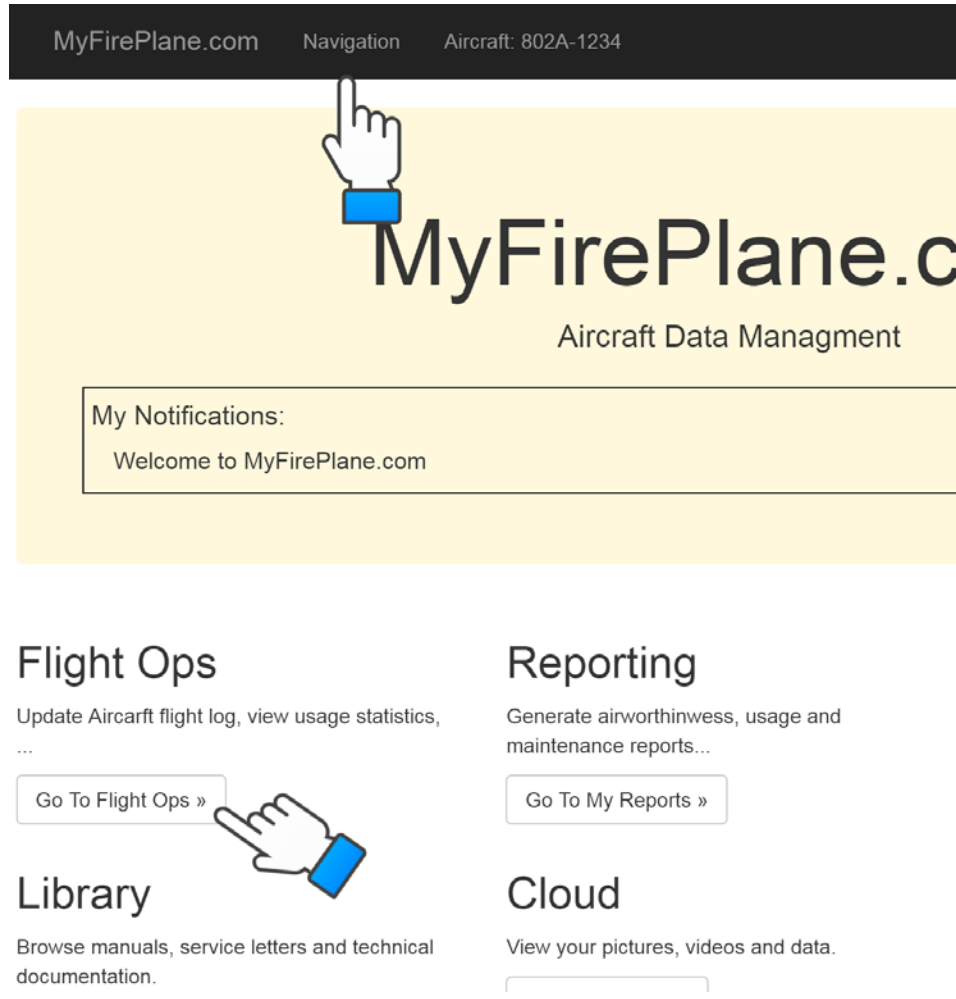 MyFirePlane.com Navigation Aircraft: 802A-1234
MyFirePlane.c
Aircraft Data Managment
My Notifications:
Welcome to MyFirePlane.com
Flight Ops
Update Aircarft flight log, view usage statistics,
...
Go To Flight Ops »
Reporting
Generate airworthinwess, usage and
maintenance reports...
Go To My Reports »
Library
Browse manuals, service letters and technical
documentation.
Cloud
View your pictures, videos and data.